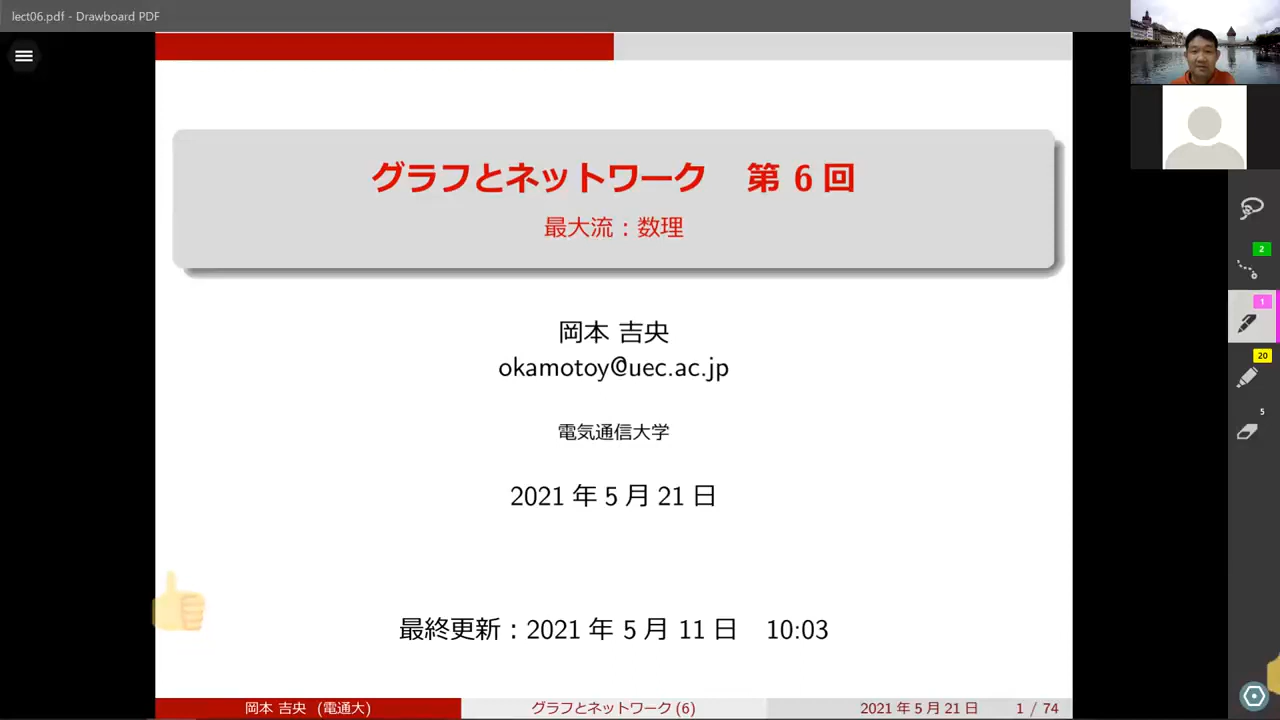 lect06.pdf - Drawboard PDF
グラフとネットワーク 第 6 回
最大流：数理
岡本 吉央
okamotoy@uec.ac.jp
電気通信大学
2021 年 5 月 21 日
最終更新：2021 年 5 月 11 日 10:03
岡本 吉央 (電通大)
グラフとネットワーク (6)
2021 年 5 月 21 日
1 / 74
2
1
20
5